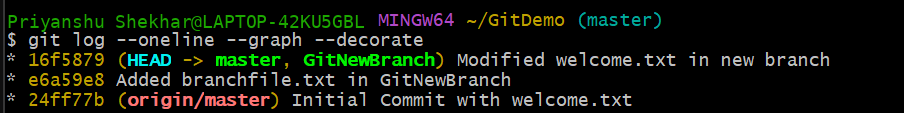 Priyanshu Shekhar@LAPTOP-42KU5GBL MINGW64 ~/GitDemo (master)
$ git log --oneline --graph --decorate
* 16f5879 (HEAD -> master, GitNewBranch) Modified welcome.txt in new branch
* e6a59e8 Added branchfile.txt in GitNewBranch
* 24ff77b (origin/master) Initial Commit with welcome.txt